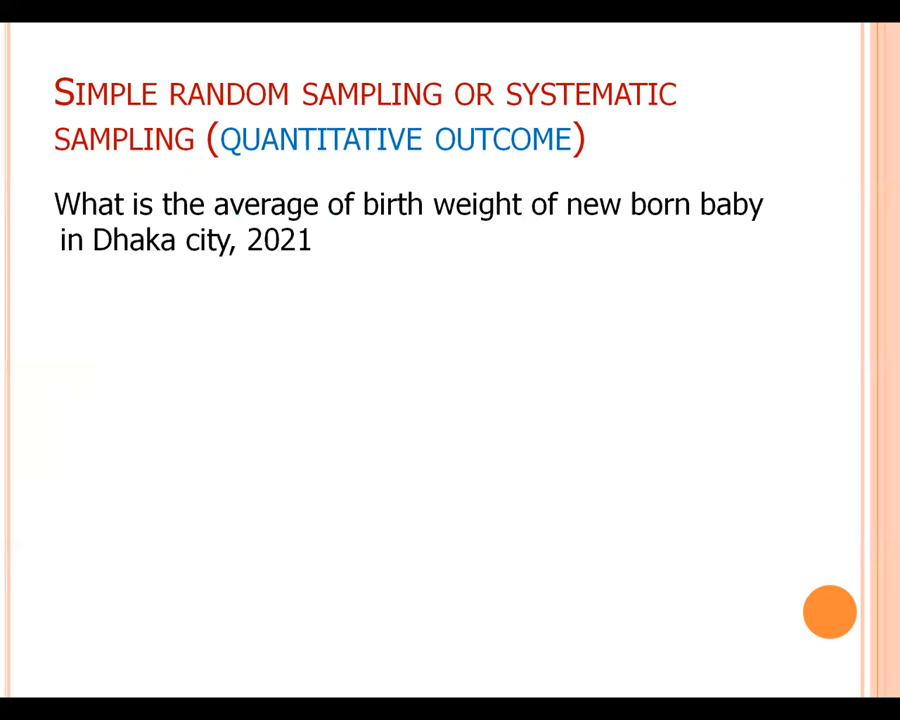 SIMPLE RANDOM SAMPLING OR SYSTEMATIC
SAMPLING (QUANTITATIVE OUTCOME)
What is the average of birth weight of new born baby
in Dhaka city, 2021